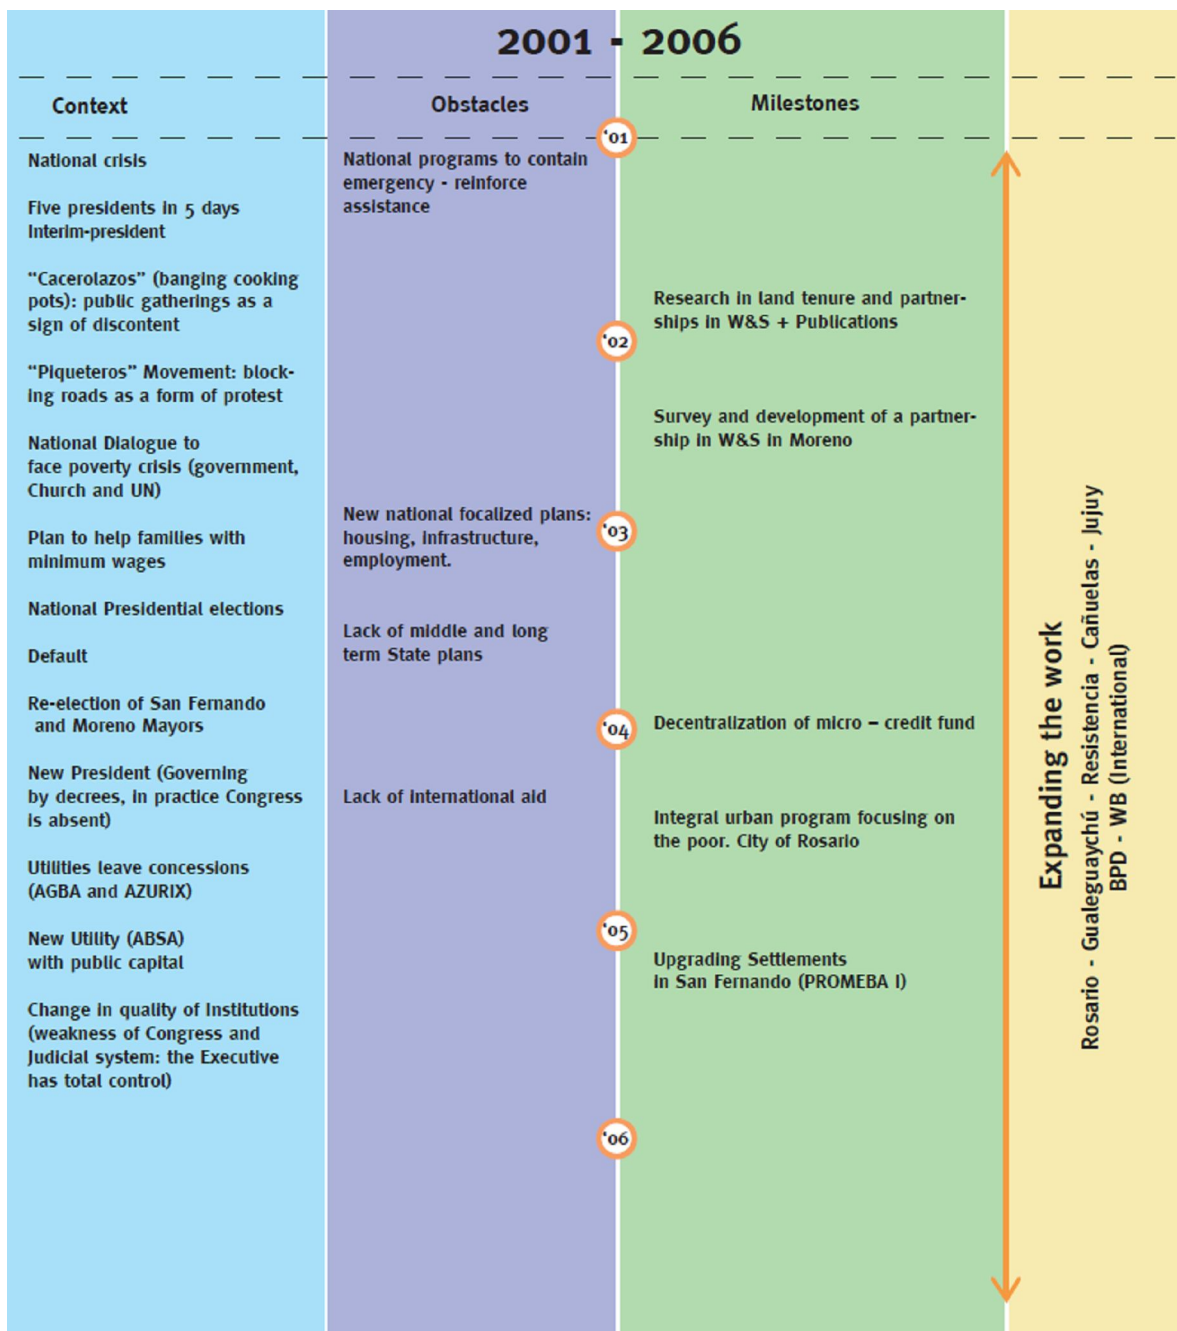 2001 - 2006
Context
National crisis
Five presidents in 5 days
Interim-president
“Cacerolazos” (banging cooking
pots): public gatherings as a
sign of discontent
“Piqueteros” Movement: block-
ing roads as a form of protest
National Dialogue to
face poverty crisis (government,
Church and UN)
Plan to help families with
minimum wages
National Presidential elections
Default
Re-election of San Fernando
and Moreno Mayors
New President (Governing
by decrees, in practice Congress
is absent)
Utilities leave concessions
(AGBA and AZURIX)
New Utility (ABSA)
with public capital
Change in quality of Institutions
(weakness of Congress and
Judicial system: the Executive
has total control)
Obstacles
National programs to contain
emergency - reinforce
assistance
New national focalized plans:
housing, infrastructure,
employment.
Lack of middle and long
term State plans
Lack of international aid
‘01
‘02
‘03
‘04
‘05
‘06
Milestones
Research in land tenure and partner-
ships in W&S + Publications
Survey and development of a partner-
ship in W&S in Moreno
Decentralization of micro – credit fund
Integral urban program focusing on
the poor. City of Rosario
Upgrading Settlements
in San Fernando (PROMEBA I)
Expanding the work
Rosario - Gualeguaychú - Resistencia - Cañuelas - Jujuy
BPD - WB (International)